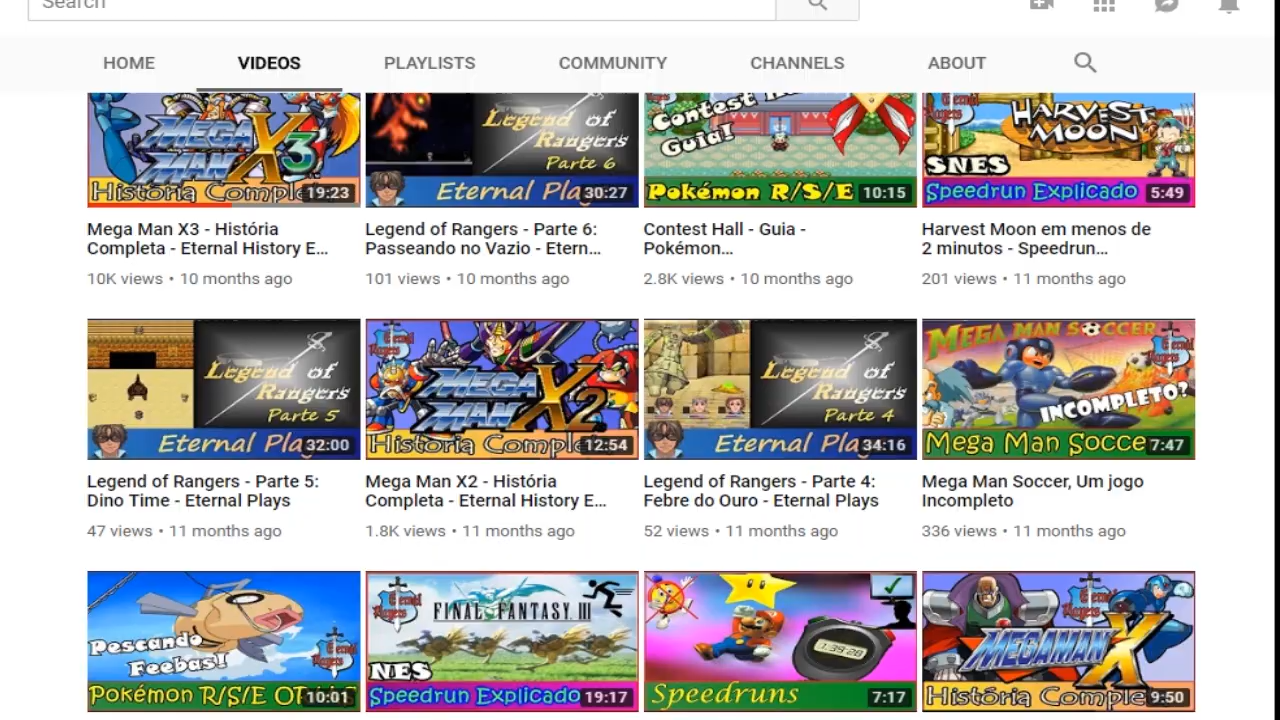 Search
HOME VIDEOS PLAYLISTS COMMUNITY CHANNELS ABOUT
MEGA MAN X3
História Comple
19:23
Legend of
Rangers
Parte 6
Eternal Pla
30:27
Contest
Guia!
Pokémon R/S/E
10:15
HARVEST
MOON
SNES
Speedrun Explicado
5:49
Mega Man X3 - História
Completa - Eternal History E...
10K views • 10 months ago
Legend of Rangers - Parte 6:
Passeando no Vazio - Etern...
101 views • 10 months ago
Contest Hall - Guia -
Pokémon...
2.8K views • 10 months ago
Harvest Moon em menos de
2 minutos - Speedrun...
201 views • 11 months ago
Legend of
Rangers
Parte 5
Eternal Pla
32:00
MEGA MAN X2
História Comple
12:54
Legend of
Rangers
Parte 4
Eternal Pla
34:16
MEGA MAN SOCCER
INCOMPLETO?
Mega Man Socce
7:47
Legend of Rangers - Parte 5:
Dino Time - Eternal Plays
47 views • 11 months ago
Mega Man X2 - História
Completa - Eternal History E...
1.8K views • 11 months ago
Legend of Rangers - Parte 4:
Febre do Ouro - Eternal Plays
52 views • 11 months ago
Mega Man Soccer, Um jogo
Incompleto
336 views • 11 months ago
Pescando
Feebas!
Pokémon R/S/E
10:01
FINAL FANTASY III
NES
Speedrun Explicado
19:17
1:39:28
Speedruns
7:17
MEGAMAN X
História Comple
9:50